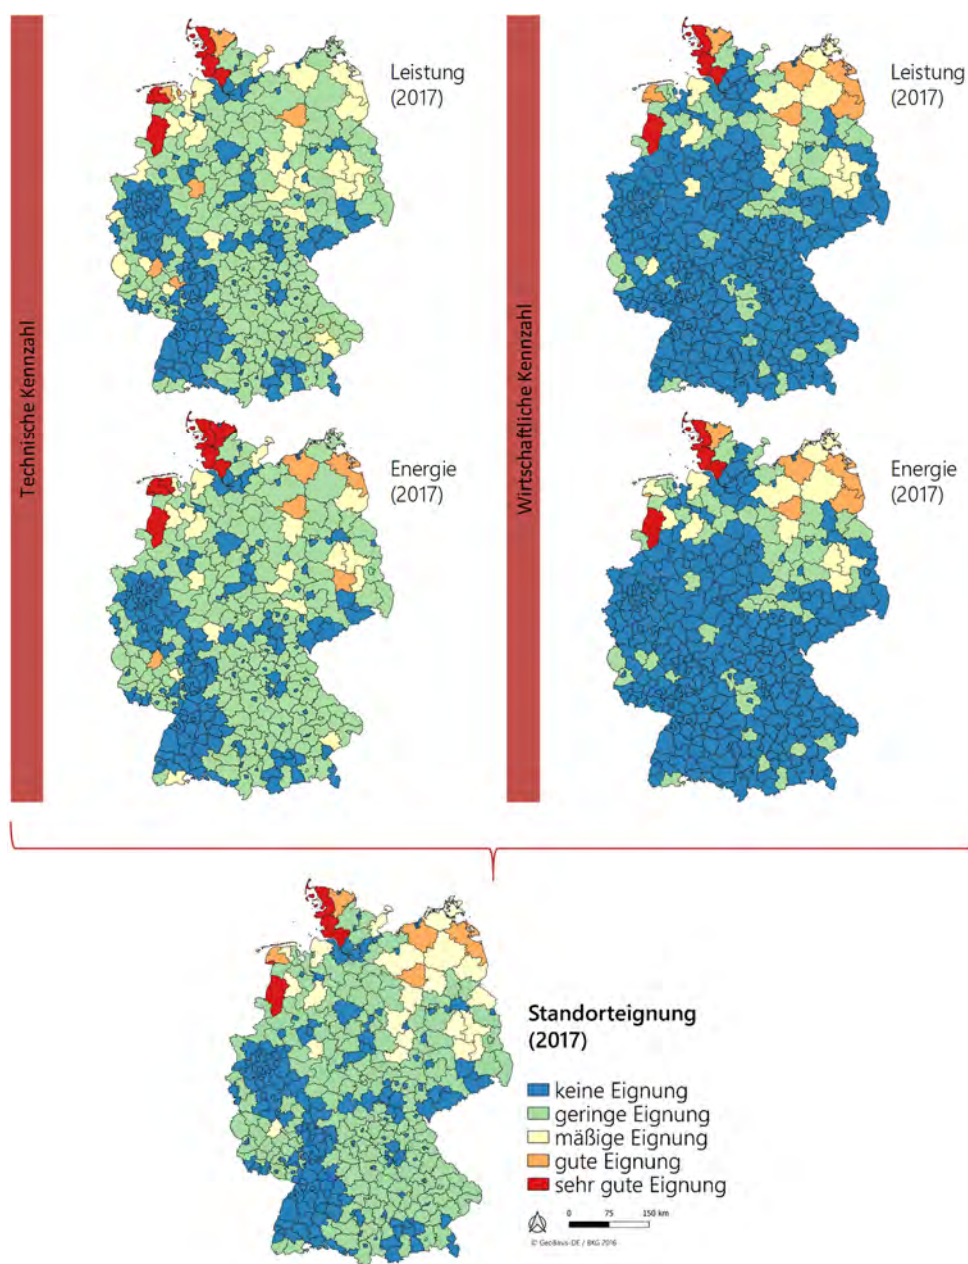 Technische Kennzahl
Leistung
(2017)
Energie
(2017)
Wirtschaftliche Kennzahl
Leistung
(2017)
Energie
(2017)
Standorteignung
(2017)
keine Eignung
geringe Eignung
mäßige Eignung
gute Eignung
sehr gute Eignung
0 75 150 km
© GeoBasis-DE / BKG 2016